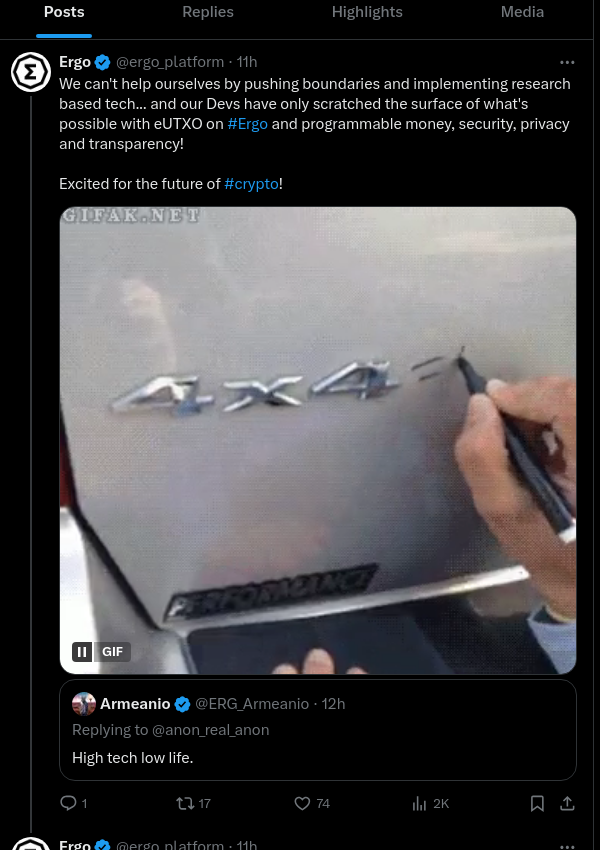 Posts Replies Highlights Media
Ergo @ergo_platform · 11h
We can't help ourselves by pushing boundaries and implementing research
based tech... and our Devs have only scratched the surface of what's
possible with eUTXO on #Ergo and programmable money, security, privacy
and transparency!
Excited for the future of #crypto!
GIFAK.NET
4x4
PERFORMANCE
GIF
Armeanio @ERG_Armeanio · 12h
Replying to @anon_real_anon
High tech low life.
1 17 74 2K
Ergo @ergo_platform · 11h